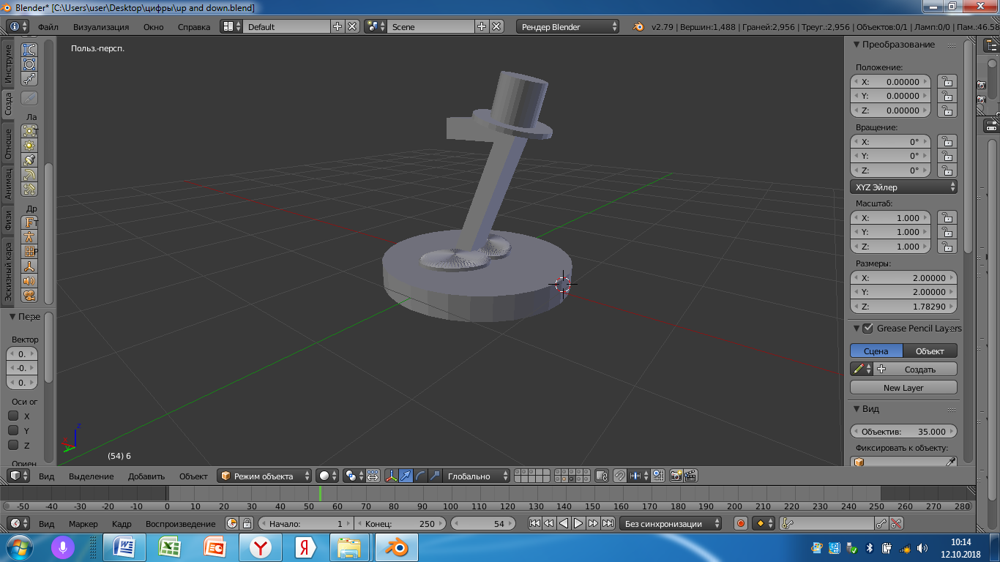 Blender* [C:\Users\user\Desktop\цифры\up and down.blend]
Файл Визуализация Окно Справка Default Scene Рендер Blender v2.79 | Вершин:1,488 | Граней:2,956 | Треуг.:2,956 | Объектов:0/1 | Ламп:0/0 | Пам.:46.58
Польз.-персп.
Инструме
Созда
Отноше
Анимац
Физи
Эскизный кара
Ла
Др
Пере
Вектор
0.
-0.
0.
Оси ог
X
Y
Z
Ориен
(54) 6
Преобразование
Положение:
X: 0.00000
Y: 0.00000
Z: 0.00000
Вращение:
X: 0°
Y: 0°
Z: 0°
XYZ Эйлер
Масштаб:
X: 1.000
Y: 1.000
Z: 1.000
Размеры:
X: 2.00000
Y: 2.00000
Z: 1.78290
Grease Pencil Layers
Сцена Объект
Создать
New Layer
Вид
Объектив: 35.000
Фиксировать к объекту:
Вид Выделение Добавить Объект Режим объекта Глобально
-50 -40 -30 -20 -10 0 10 20 30 40 50 60 70 80 90 100 110 120 130 140 150 160 170 180 190 200 210 220 230 240 250 260 270 280
Вид Маркер Кадр Воспроизведение Начало: 1 Конец: 250 54 Без синхронизации
10:14
12.10.2018